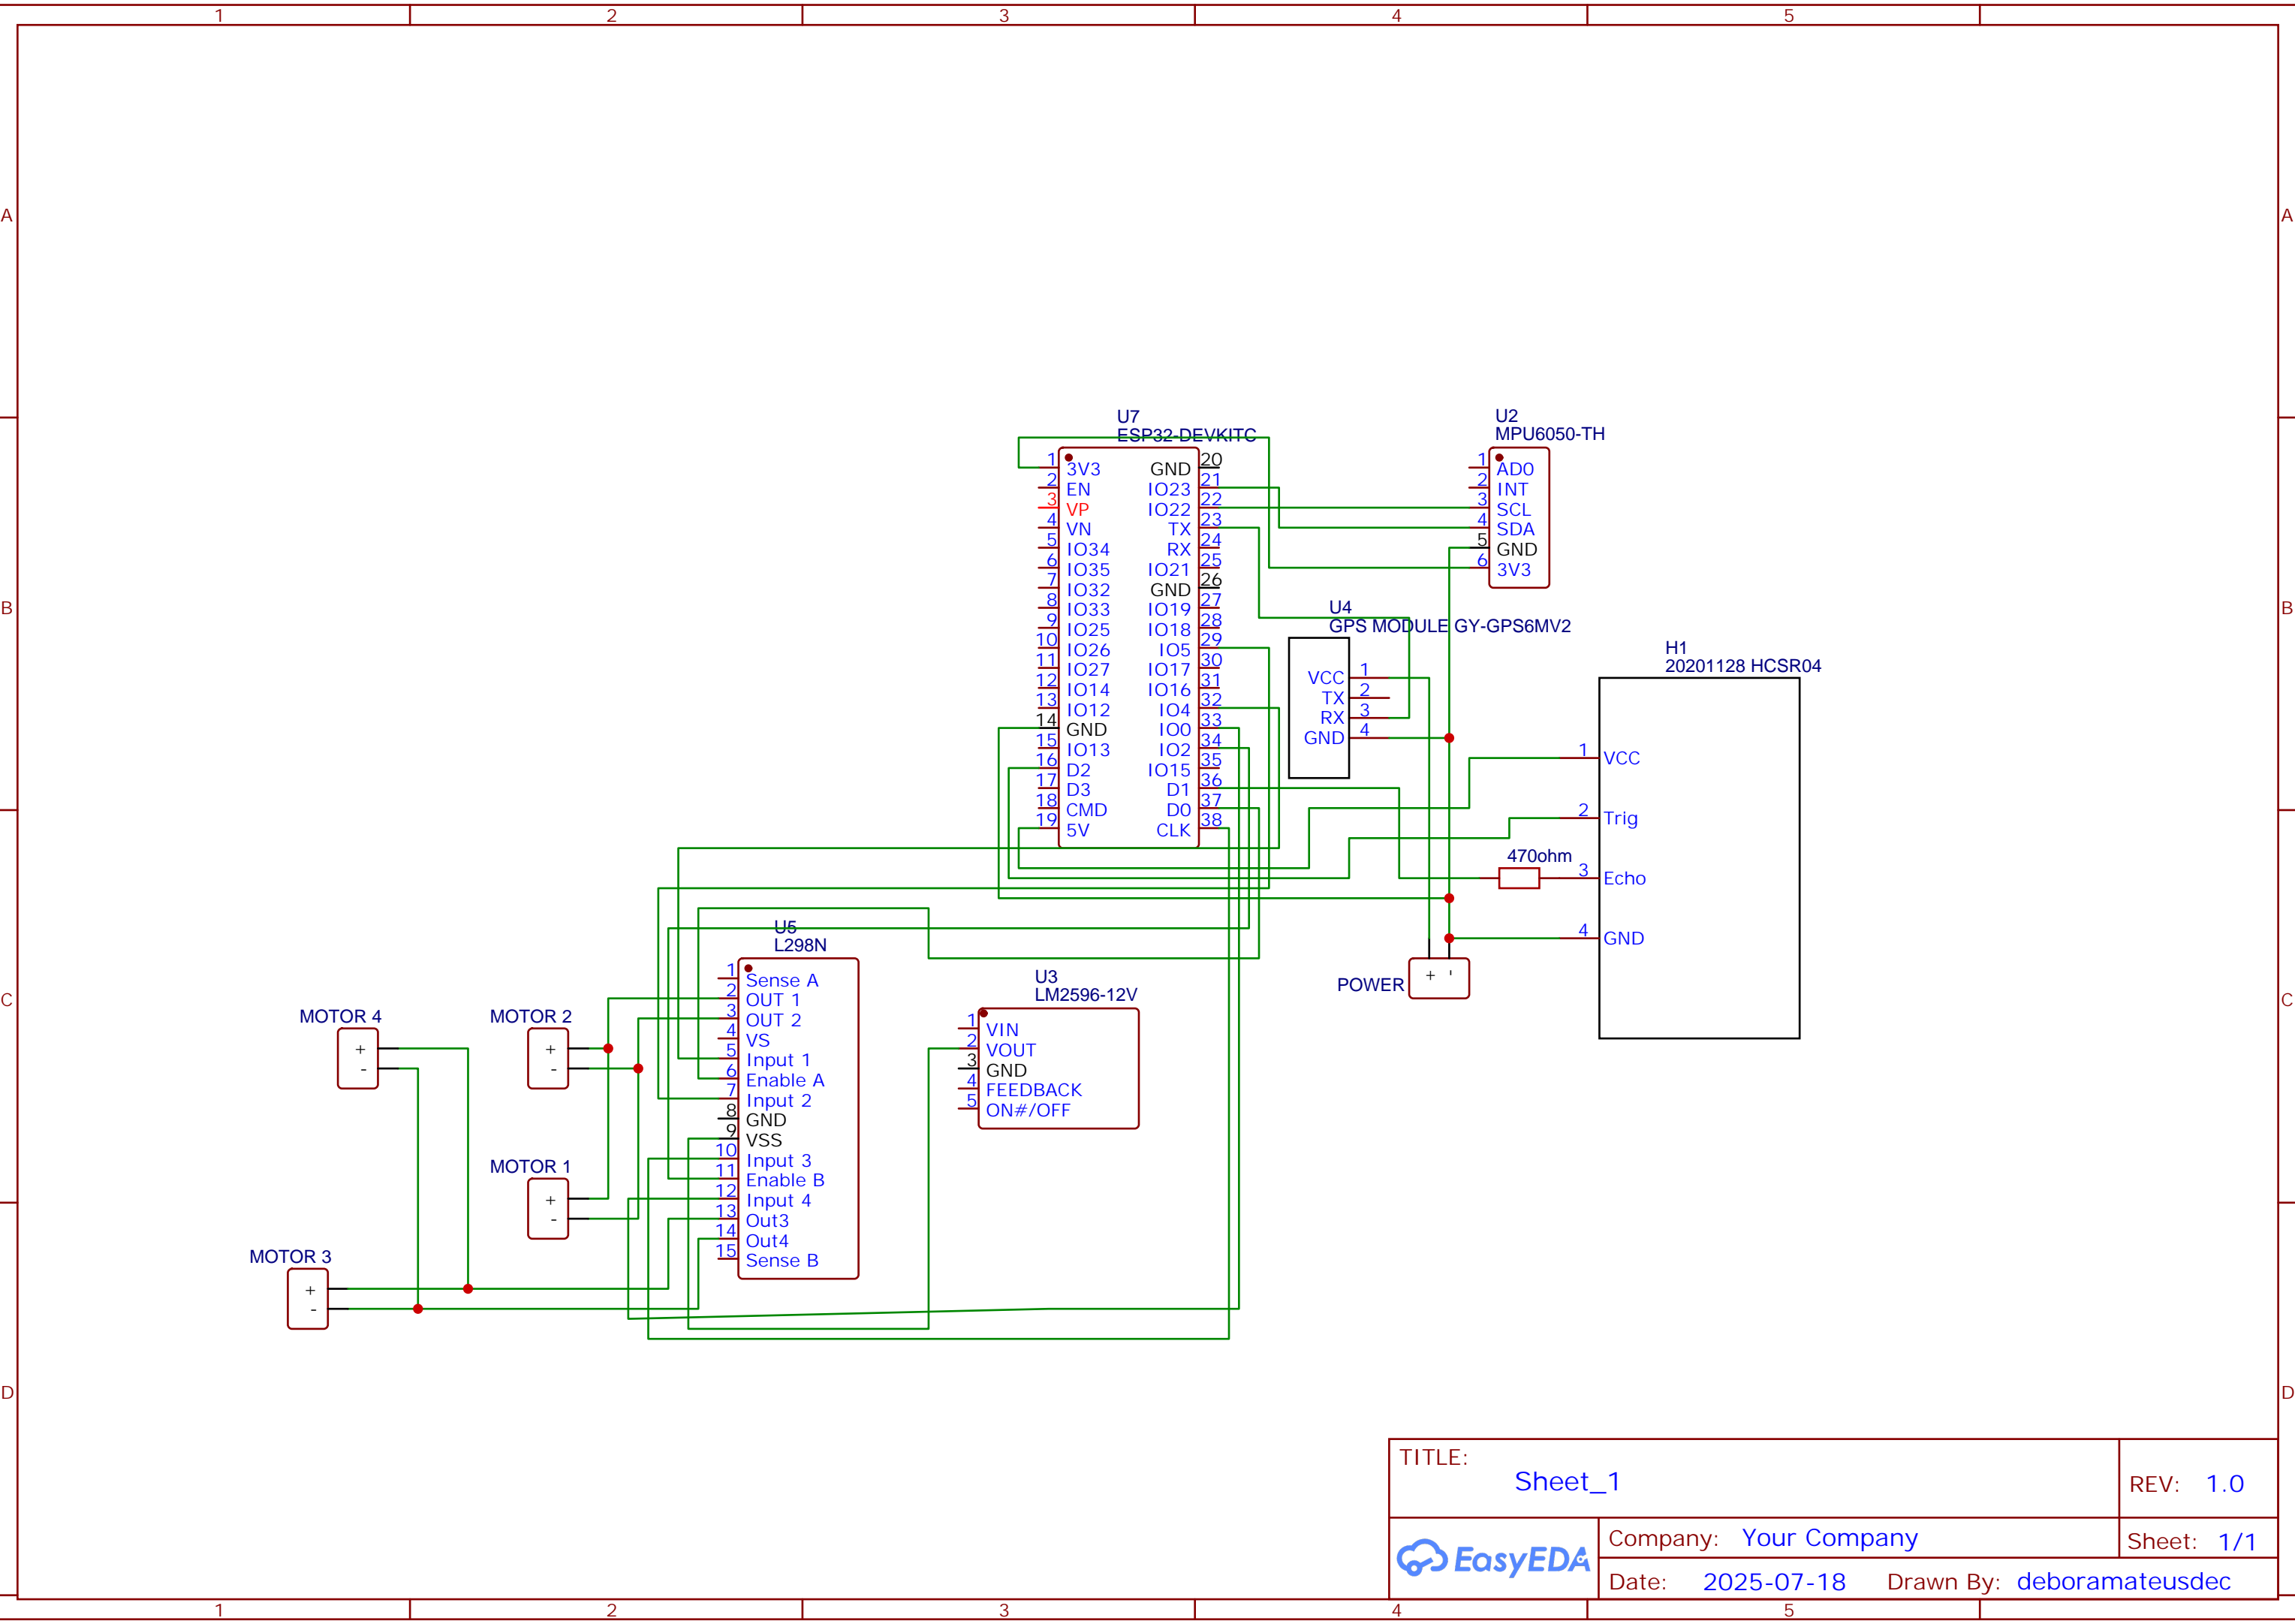 1 2 3 4 5
A A
B B
C C
D D
U7
ESP32-DEVKITC
1 3V3 GND 20
2 EN IO23 21
3 VP IO22 22
4 VN TX 23
5 IO34 RX 24
6 IO35 IO21 25
7 IO32 GND 26
8 IO33 IO19 27
9 IO25 IO18 28
10 IO26 IO5 29
11 IO27 IO17 30
12 IO14 IO16 31
13 IO12 IO4 32
14 GND IO0 33
15 IO13 IO2 34
16 D2 IO15 35
17 D3 D1 36
18 CMD D0 37
19 5V CLK 38
U2
MPU6050-TH
1 AD0
2 INT
3 SCL
4 SDA
5 GND
6 3V3
U4
GPS MODULE GY-GPS6MV2
VCC 1
TX 2
RX 3
GND 4
H1
20201128 HCSR04
1 VCC
2 Trig
470ohm
3 Echo
4 GND
POWER + -
U5
L298N
1 Sense A
2 OUT 1
3 OUT 2
4 VS
5 Input 1
6 Enable A
7 Input 2
8 GND
9 VSS
10 Input 3
11 Enable B
12 Input 4
13 Out3
14 Out4
15 Sense B
U3
LM2596-12V
1 VIN
2 VOUT
3 GND
4 FEEDBACK
5 ON#/OFF
MOTOR 4
+
-
MOTOR 2
+
-
MOTOR 1
+
-
MOTOR 3
+
-
TITLE:
Sheet_1
REV: 1.0
EasyEDA
Company: Your Company
Sheet: 1/1
Date: 2025-07-18
Drawn By: deboramateusdec
1 2 3 4 5